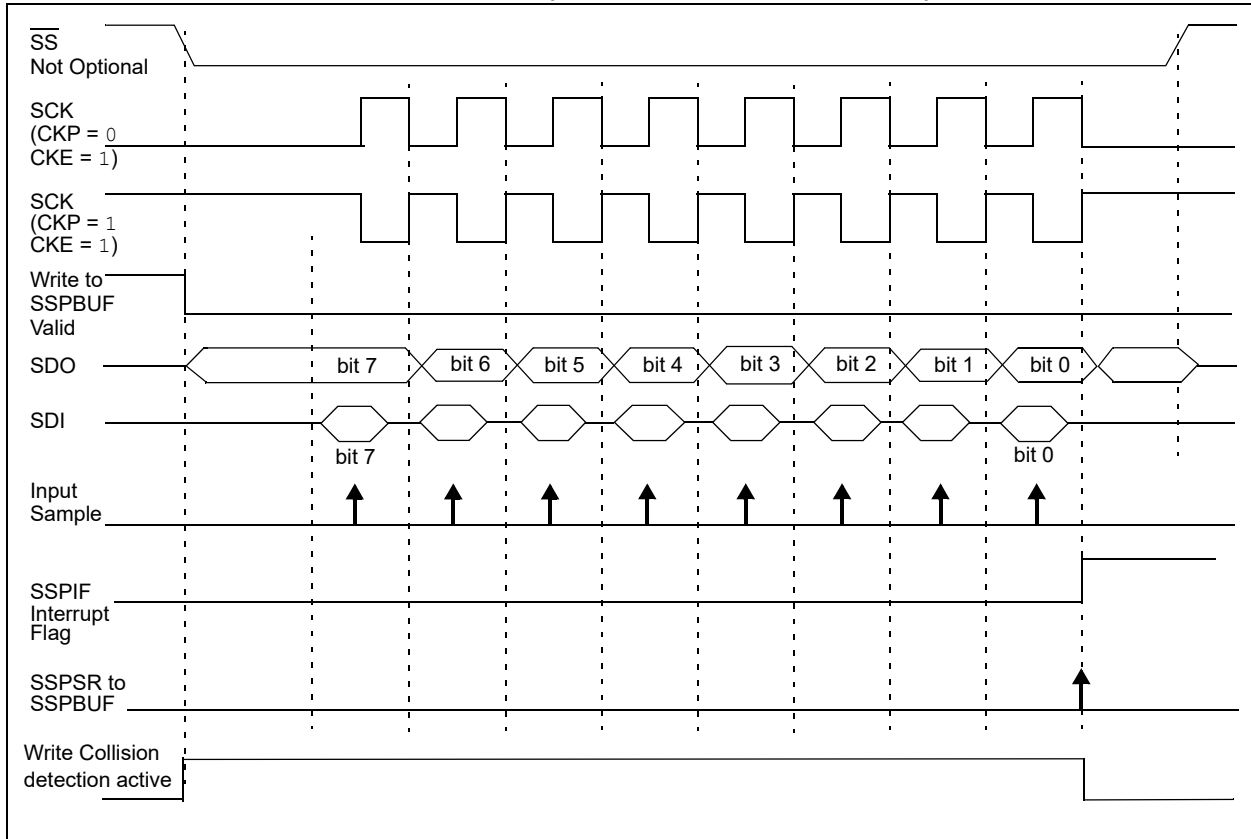 SS
Not Optional
SCK
(CKP = 0
CKE = 1)
SCK
(CKP = 1
CKE = 1)
Write to
SSPBUF
Valid
SDO
bit 7
bit 6
bit 5
bit 4
bit 3
bit 2
bit 1
bit 0
SDI
bit 7
bit 0
Input
Sample
SSPIF
Interrupt
Flag
SSPSR to
SSPBUF
Write Collision
detection active